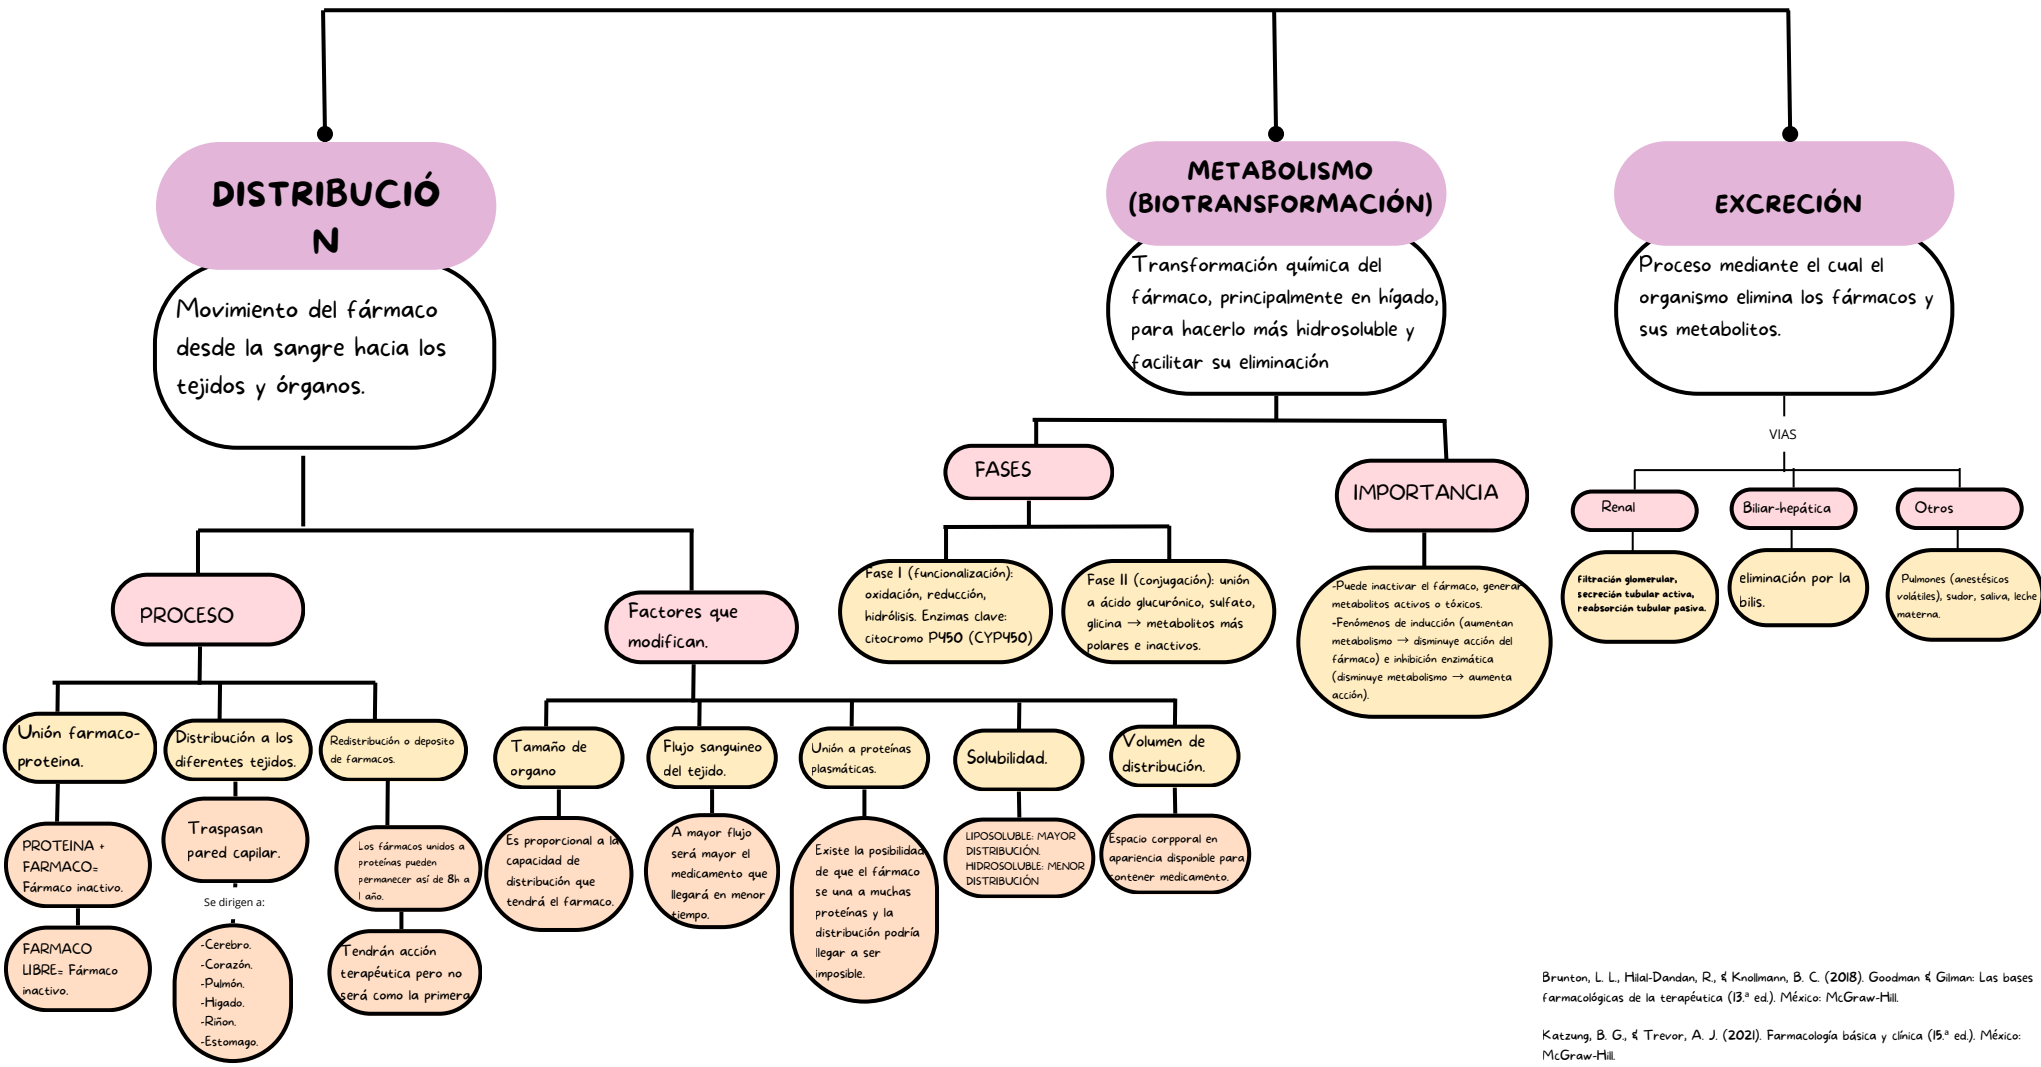 DISTRIBUCIÓ
N
Movimiento del fármaco
desde la sangre hacia los
tejidos y órganos.
PROCESO
Unión farmaco-
proteina.
PROTEINA +
FARMACO=
Fármaco inactivo.
FARMACO
LIBRE= Fármaco
inactivo.
Distribución a los
diferentes tejidos.
Traspasan
pared capilar.
Se dirigen a:
-Cerebro.
-Corazón.
-Pulmón.
-Higado.
-Riñon.
-Estomago.
Redistribución o deposito
de farmacos.
Los fármacos unidos a
proteínas pueden
permanecer así de 8h a
1 año.
Tendrán acción
terapéutica pero no
será como la primera
Factores que
modifican.
Tamaño de
organo
Es proporcional a la
capacidad de
distribución que
tendrá el farmaco.
Flujo sanguineo
del tejido.
A mayor flujo
será mayor el
medicamento que
llegará en menor
tiempo.
Unión a proteínas
plasmáticas.
Existe la posibilidad
de que el fármaco
se una a muchas
proteínas y la
distribución podría
llegar a ser
imposible.
Solubilidad.
LIPOSOLUBLE: MAYOR
DISTRIBUCIÓN.
HIDROSOLUBLE: MENOR
DISTRIBUCIÓN
Volumen de
distribución.
Espacio corpporal en
apariencia disponible para
contener medicamento.
METABOLISMO
(BIOTRANSFORMACIÓN)
Transformación química del
fármaco, principalmente en hígado,
para hacerlo más hidrosoluble y
facilitar su eliminación
FASES
Fase I (funcionalización):
oxidación, reducción,
hidrólisis. Enzimas clave:
citocromo P450 (CYP450)
Fase II (conjugación): unión
a ácido glucurónico, sulfato,
glicina → metabolitos más
polares e inactivos.
IMPORTANCIA
-Puede inactivar el fármaco, generar
metabolitos activos o tóxicos.
-Fenómenos de inducción (aumentan
metabolismo → disminuye acción del
fármaco) e inhibición enzimática
(disminuye metabolismo → aumenta
acción).
EXCRECIÓN
Proceso mediante el cual el
organismo elimina los fármacos y
sus metabolitos.
VIAS
Renal
Filtración glomerular,
secreción tubular activa,
reabsorción tubular pasiva.
Biliar-hepática
eliminación por la
bilis.
Otros
Pulmones (anestésicos
volátiles), sudor, saliva, leche
materna.
Brunton, L. L., Hilal-Dandan, R., & Knollmann, B. C. (2018). Goodman & Gilman: Las bases
farmacológicas de la terapéutica (13.ª ed.). México: McGraw-Hill.
Katzung, B. G., & Trevor, A. J. (2021). Farmacología básica y clínica (15.ª ed.). México:
McGraw-Hill.